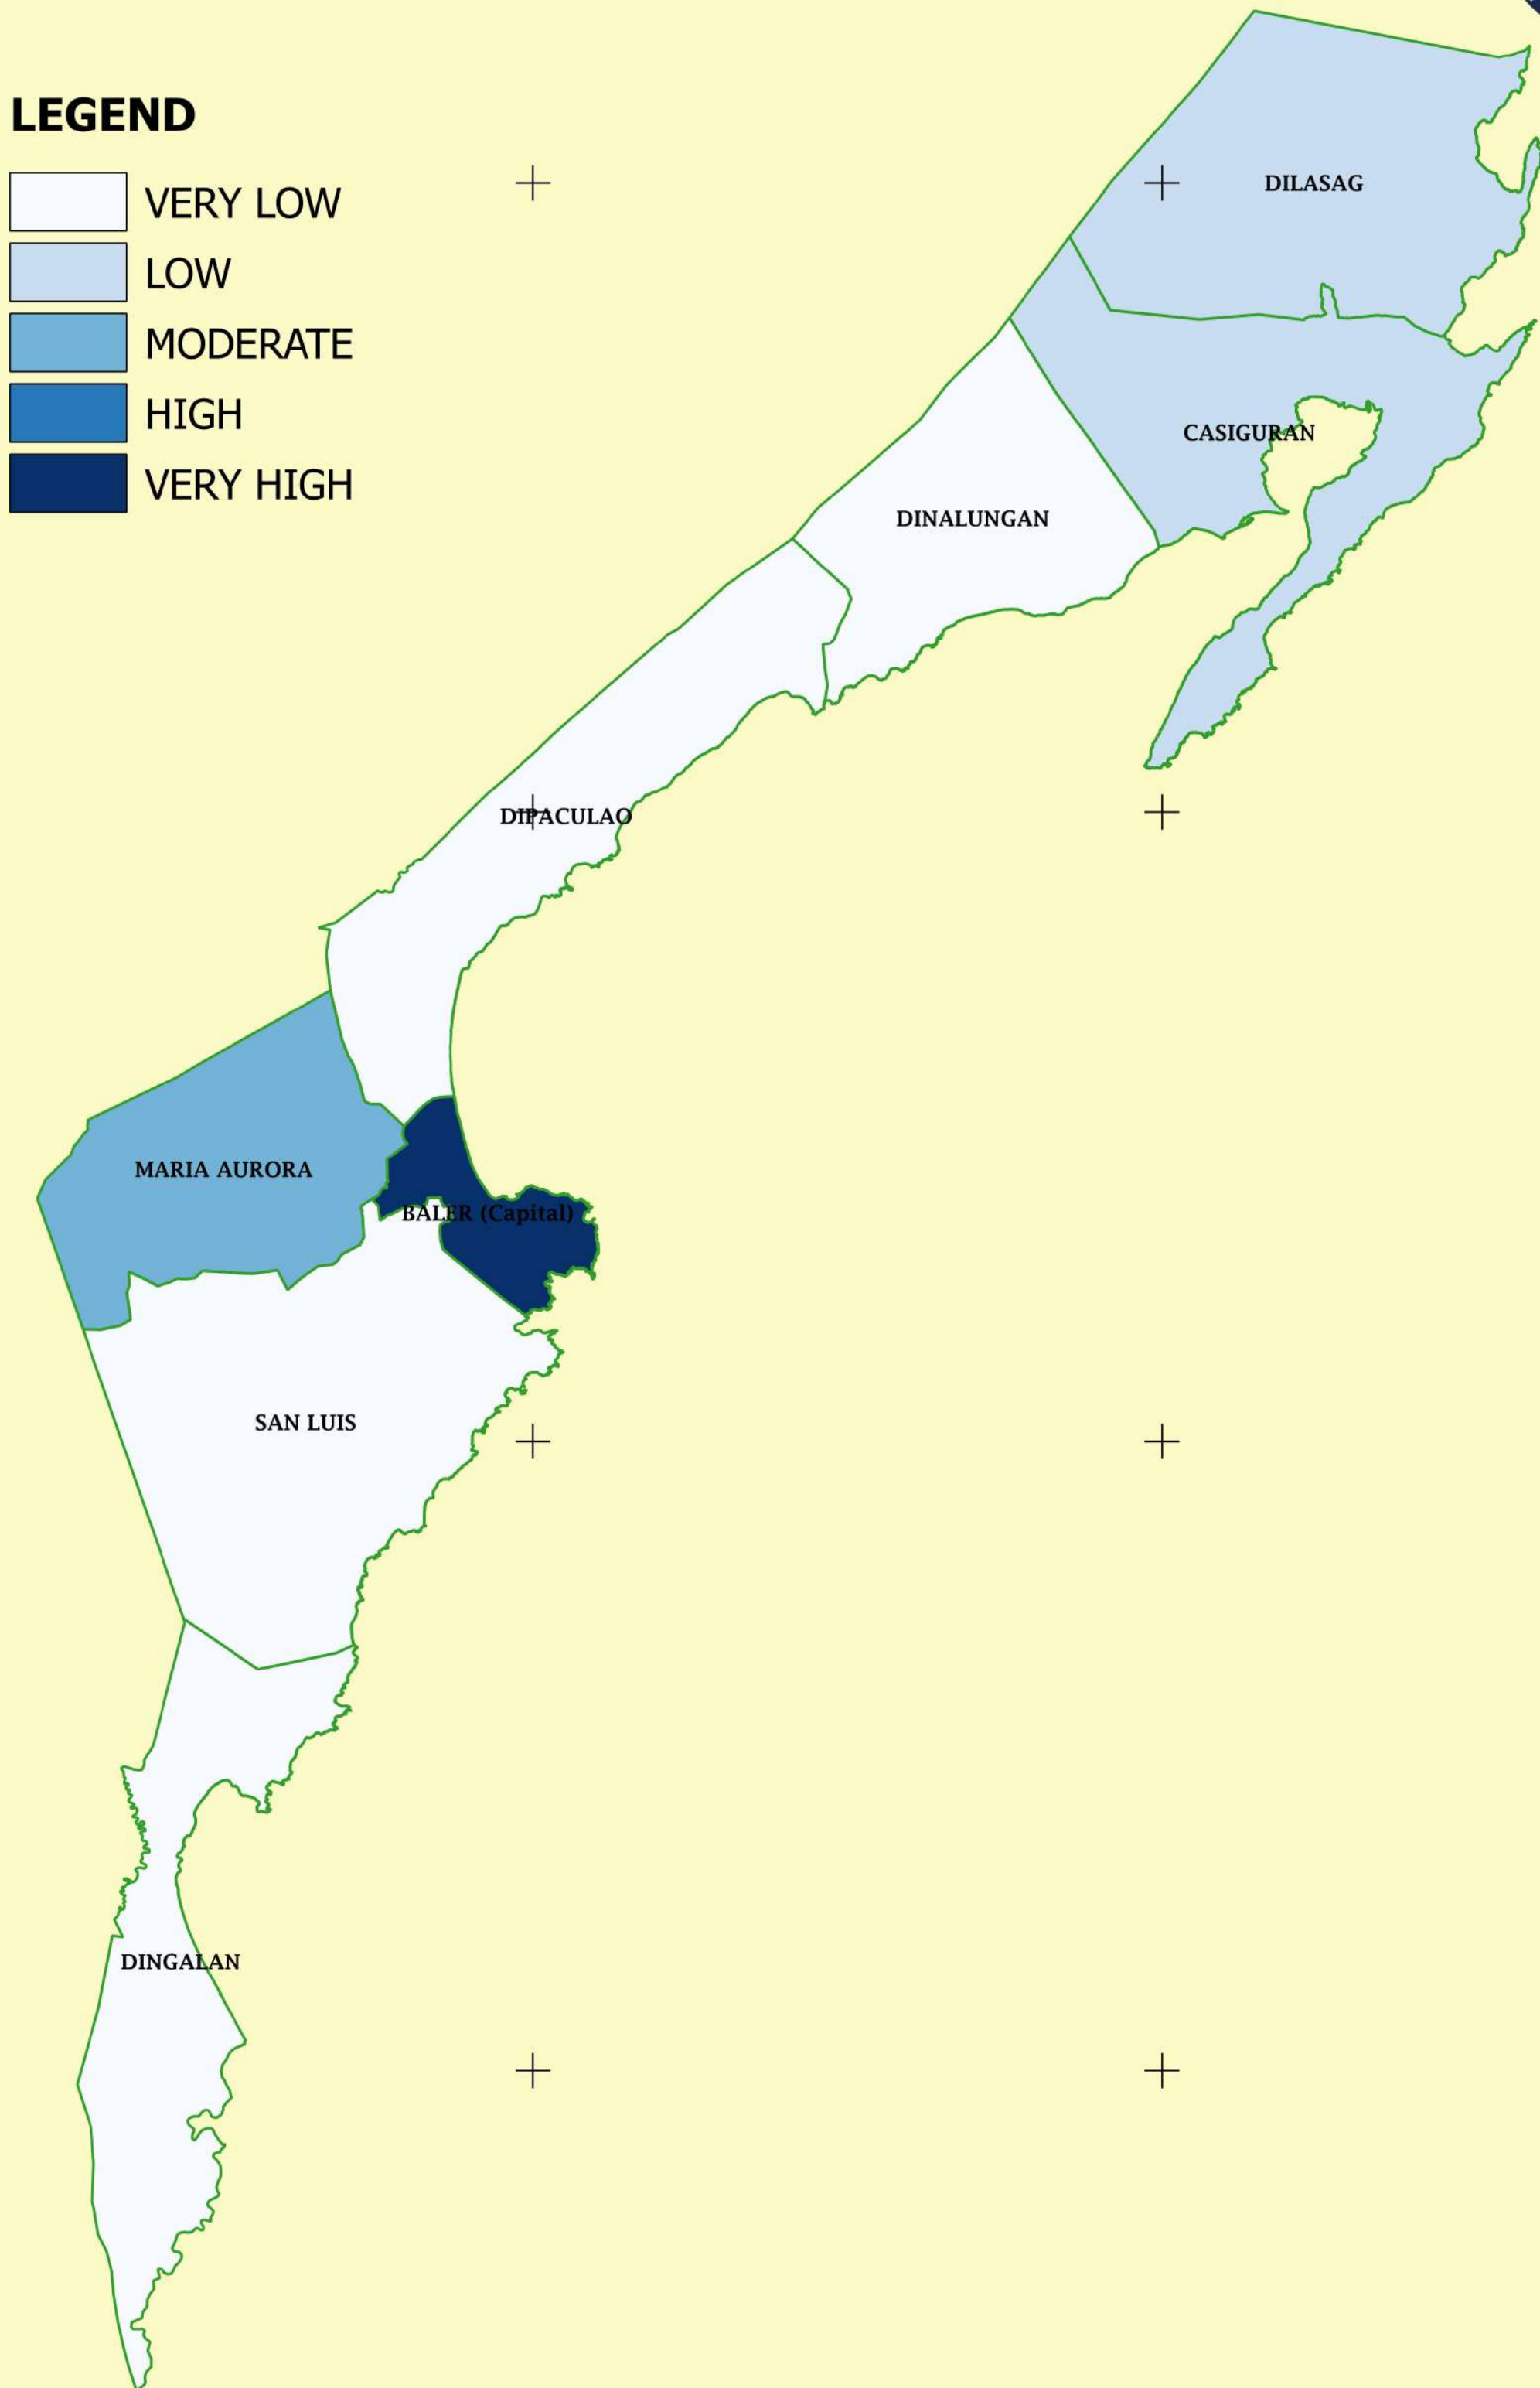 LEGEND
VERY LOW
LOW
MODERATE
HIGH
VERY HIGH
DILASAG
CASIGURAN
DINALUNGAN
DIPACULAO
MARIA AURORA
BALER (Capital)
SAN LUIS
DINGALAN